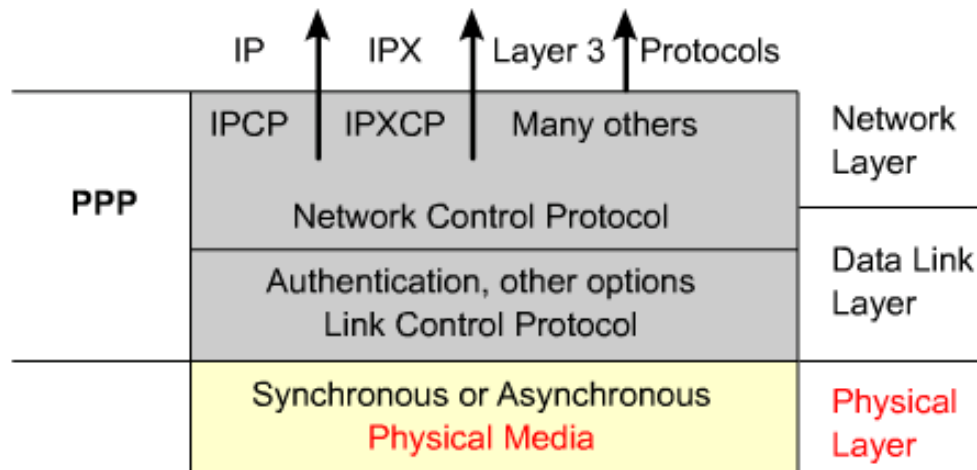 IP IPX Layer 3 Protocols
IPCP IPXCP Many others
Network
Layer
PPP
Network Control Protocol
Authentication, other options
Link Control Protocol
Data Link
Layer
Synchronous or Asynchronous
Physical Media
Physical
Layer